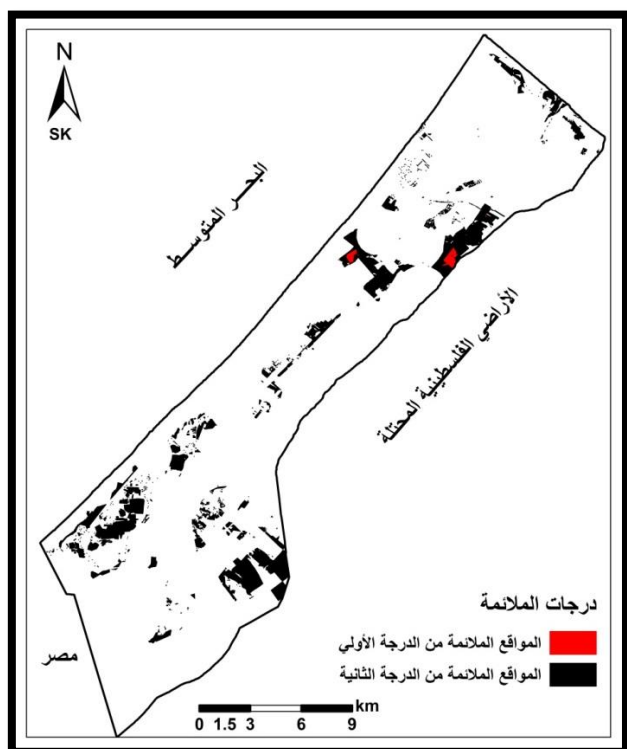 N
SK
البحر المتوسط
الأراضي الفلسطينية المحتلة
مصر
درجات الملائمة
المواقع الملائمة من الدرجة الأولي
المواقع الملائمة من الدرجة الثانية
km
0 1.5 3 6 9